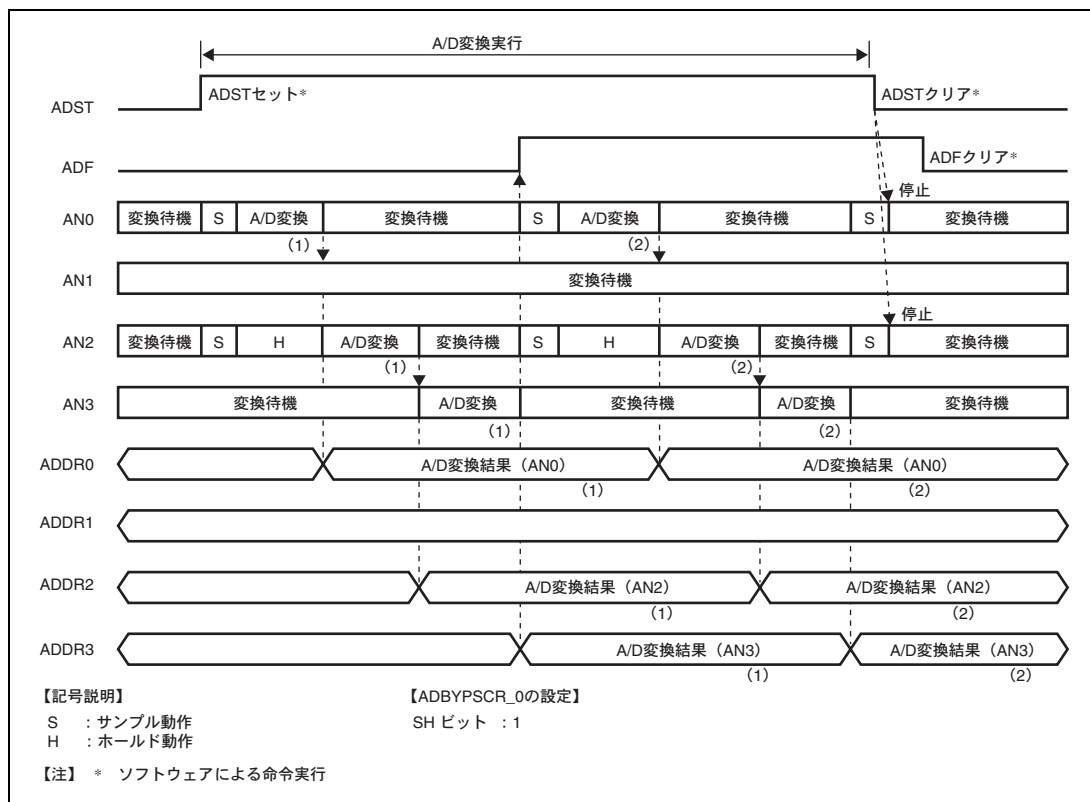 A/D変換実行
ADST ADSTセット* ADSTクリア*
ADF ADFクリア*
停止
AN0 変換待機 S A/D変換 変換待機 S A/D変換 変換待機 S 変換待機
(1) (2)
AN1 変換待機
停止
AN2 変換待機 S H A/D変換 変換待機 S H A/D変換 変換待機 S 変換待機
(1) (2)
AN3 変換待機 A/D変換 変換待機 A/D変換 変換待機
(1) (2)
ADDR0 A/D変換結果（AN0） A/D変換結果（AN0）
(1) (2)
ADDR1
ADDR2 A/D変換結果（AN2） A/D変換結果（AN2）
(1) (2)
ADDR3 A/D変換結果（AN3） A/D変換結果（AN3）
(1) (2)
【記号説明】 【ADBYPSCR_0の設定】
S ：サンプル動作 SH ビット ：1
H ：ホールド動作
【注】 * ソフトウェアによる命令実行